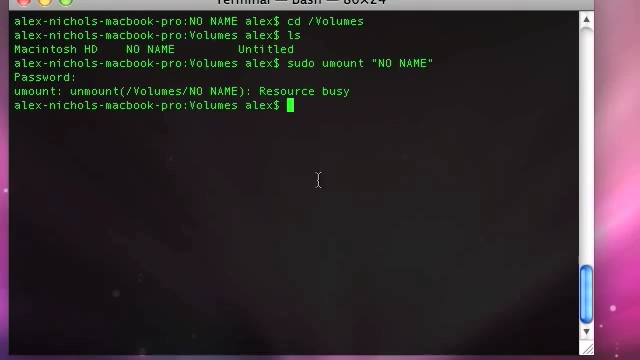 Terminal — bash — 80×24
alex-nichols-macbook-pro:NO NAME alex$ cd /Volumes
alex-nichols-macbook-pro:Volumes alex$ ls
Macintosh HD    NO NAME         Untitled
alex-nichols-macbook-pro:Volumes alex$ sudo umount "NO NAME"
Password:
umount: unmount(/Volumes/NO NAME): Resource busy
alex-nichols-macbook-pro:Volumes alex$